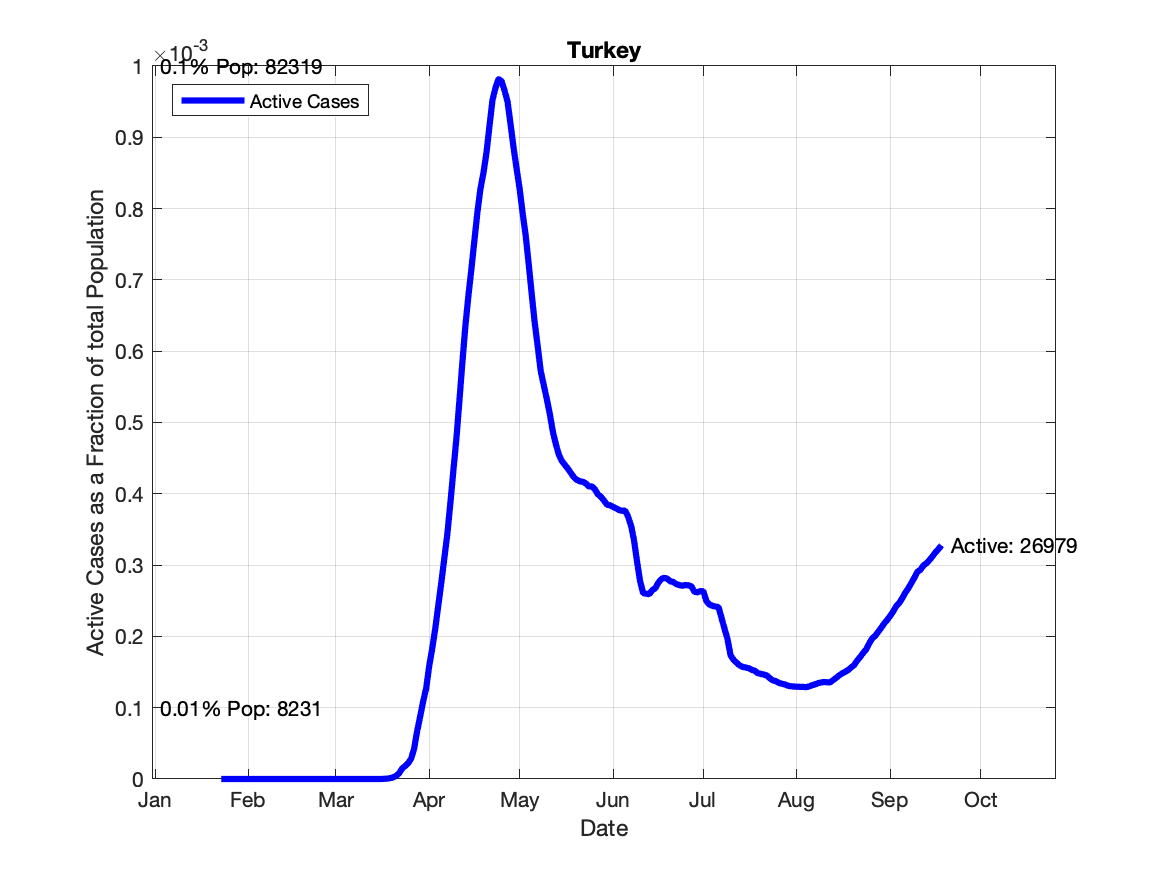 Turkey
×10-3
0.1% Pop: 82319
Active Cases
1
0.9
0.8
0.7
0.6
0.5
0.4
0.3
0.2
0.1
0
Active Cases as a Fraction of total Population
Active: 26979
0.01% Pop: 8231
Jan Feb Mar Apr May Jun Jul Aug Sep Oct
Date